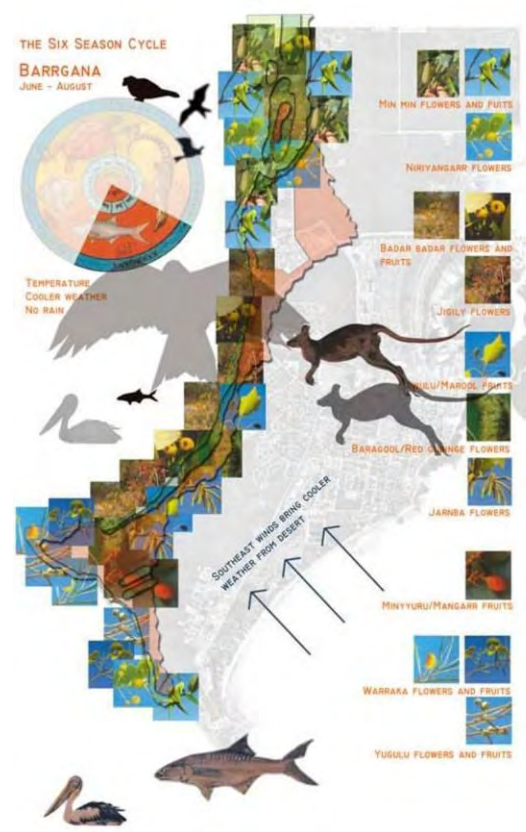 THE SIX SEASON CYCLE
BARRGANA
JUNE - AUGUST
TEMPERATURE
COOLER WEATHER
NO RAIN
MIN MIN FLOWERS AND FUITS
NIRIYANGARR FLOWERS
BADAR BADAR FLOWERS AND
FRUITS
JIGILY FLOWERS
MAROOL FRUITS
BARAGOOL/RED FLOWERS
JARNBA FLOWERS
SOUTHEAST WINDS BRING COOLER
WEATHER FROM DESERT
MINYYURU/MANGARR FRUITS
WARRAKA FLOWERS AND FRUITS
YUGULU FLOWERS AND FRUITS